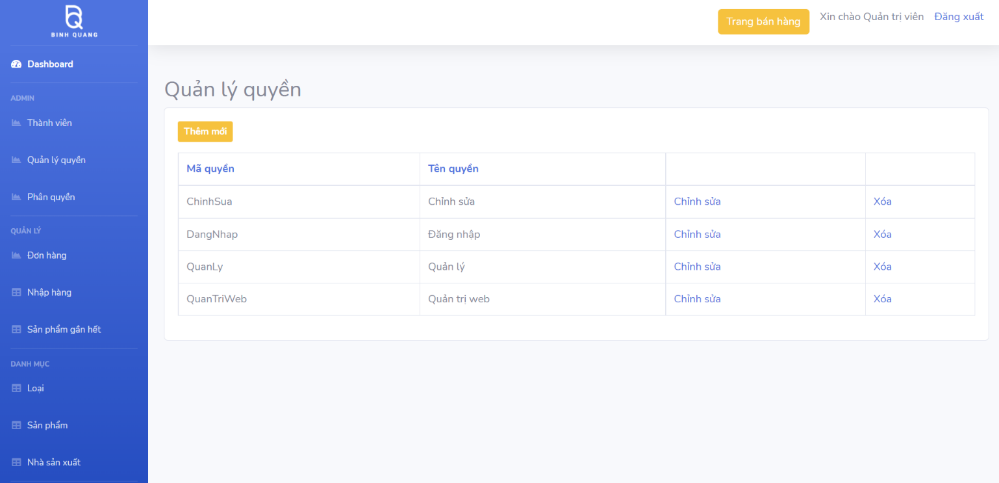 BINH QUANG
Dashboard
ADMIN
Thành viên
Quản lý quyền
Phân quyền
QUẢN LÝ
Đơn hàng
Nhập hàng
Sản phẩm gần hết
DANH MỤC
Loại
Sản phẩm
Nhà sản xuất
Trang bán hàng Xin chào Quản trị viên Đăng xuất
Quản lý quyền
Thêm mới
Mã quyền Tên quyền
ChinhSua Chỉnh sửa Chỉnh sửa Xóa
DangNhap Đăng nhập Chỉnh sửa Xóa
QuanLy Quản lý Chỉnh sửa Xóa
QuanTriWeb Quản trị web Chỉnh sửa Xóa